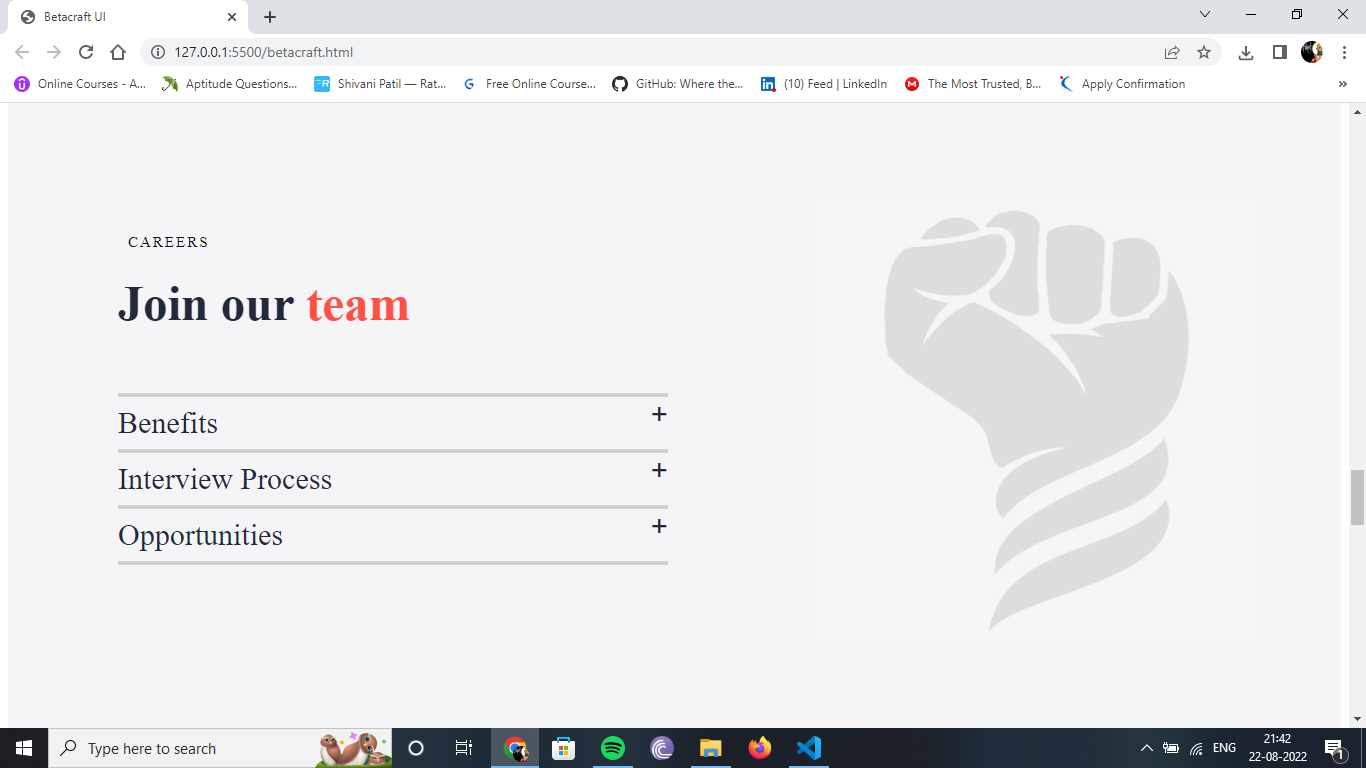 Betacraft UI
127.0.0.1:5500/betacraft.html
Online Courses - A... Aptitude Questions... Shivani Patil — Rat... Free Online Course... GitHub: Where the... (10) Feed | LinkedIn The Most Trusted, B... Apply Confirmation »
CAREERS
Join our team
Benefits +
Interview Process +
Opportunities +
Type here to search
ENG
21:42
22-08-2022
1